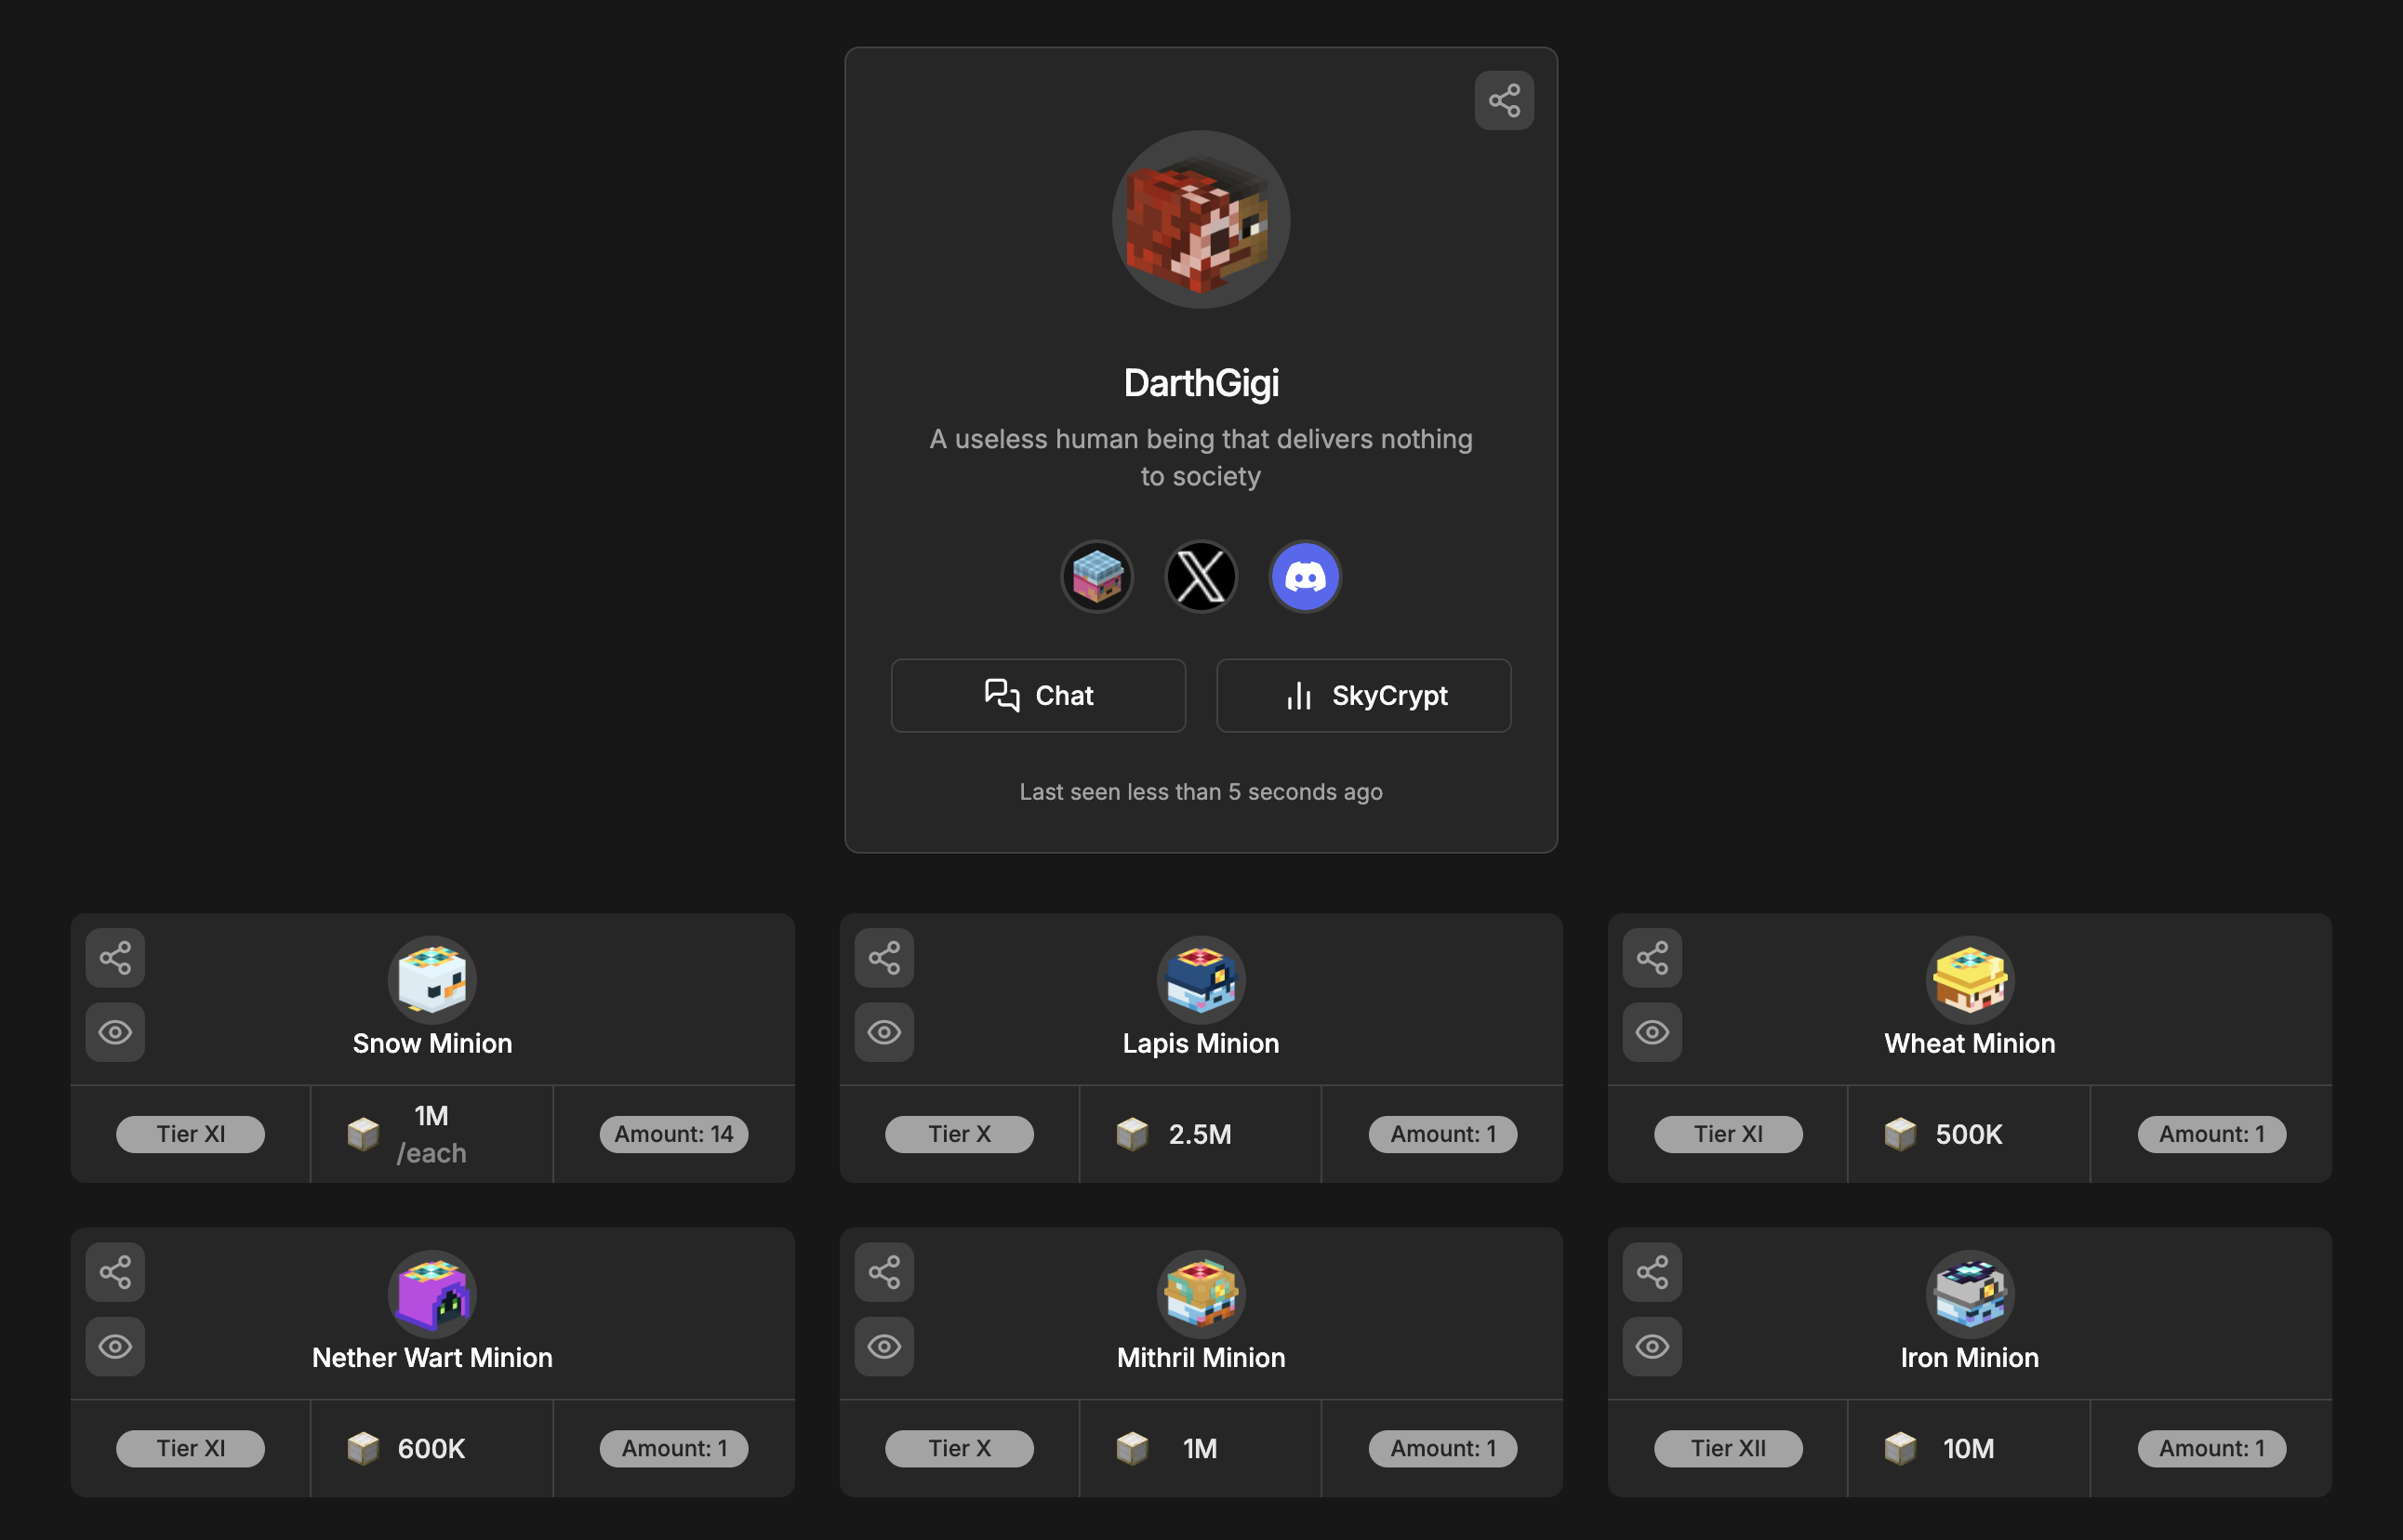 DarthGigi
A useless human being that delivers nothing
to society
Chat
SkyCrypt
Last seen less than 5 seconds ago
Snow Minion
Tier XI
1M
/each
Amount: 14
Lapis Minion
Tier X
2.5M
Amount: 1
Wheat Minion
Tier XI
500K
Amount: 1
Nether Wart Minion
Tier XI
600K
Amount: 1
Mithril Minion
Tier X
1M
Amount: 1
Iron Minion
Tier XII
10M
Amount: 1